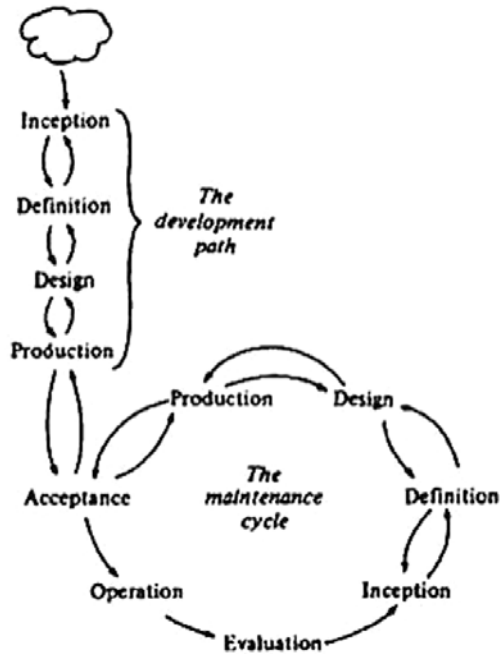 Inception
Definition
The
development
path
Design
Production
Production
Design
Acceptance
The
maintenance
cycle
Definition
Operation
Inception
Evaluation